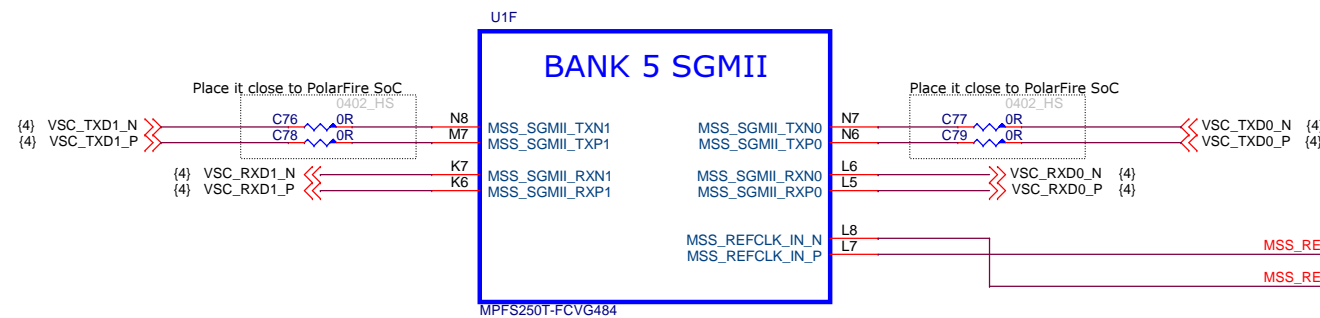 U1F
BANK 5 SGMII
Place it close to PolarFire SoC
0402_HS
{4} VSC_TXD1_N
C76 0R
N8
MSS_SGMII_TXN1
{4} VSC_TXD1_P
C78 0R
M7
MSS_SGMII_TXP1
{4} VSC_RXD1_N
K7
MSS_SGMII_RXN1
{4} VSC_RXD1_P
K6
MSS_SGMII_RXP1
Place it close to PolarFire SoC
0402_HS
MSS_SGMII_TXN0
N7
C77 0R
VSC_TXD0_N {4}
MSS_SGMII_TXP0
N6
C79 0R
VSC_TXD0_P {4}
MSS_SGMII_RXN0
L6
VSC_RXD0_N {4}
MSS_SGMII_RXP0
L5
VSC_RXD0_P {4}
MSS_REFCLK_IN_N
L8
MSS_REFCLK_IN_P
L7
MSS_RE
MSS_RE
MPFS250T-FCVG484